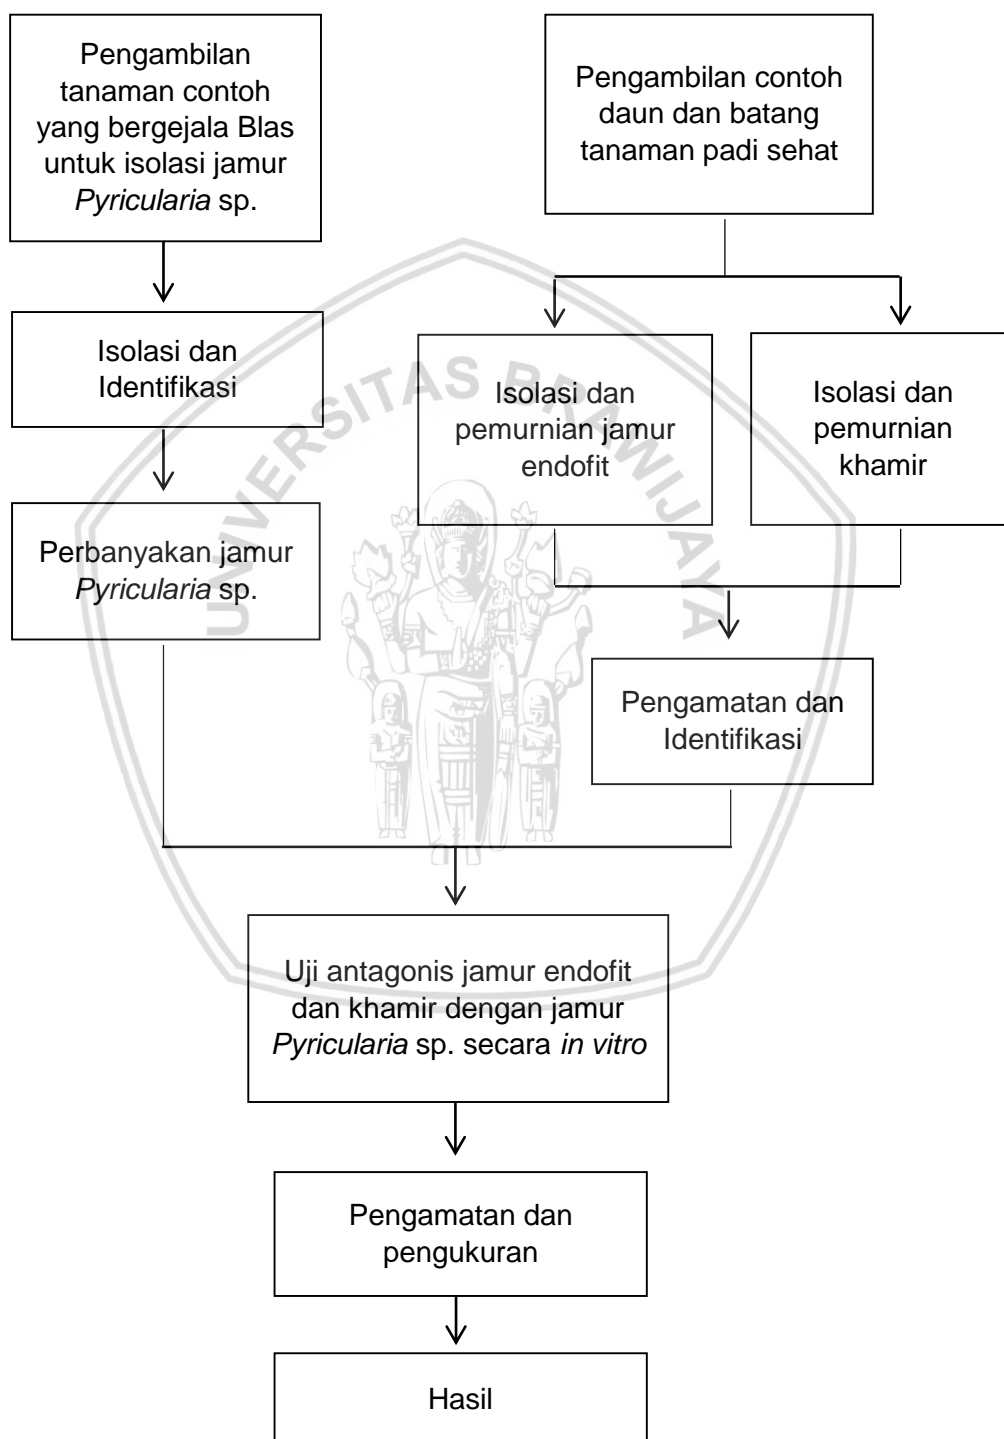 Pengambilan
tanaman contoh
yang bergejala Blas
untuk isolasi jamur
Pyricularia sp.
Pengambilan contoh
daun dan batang
tanaman padi sehat
Isolasi dan
Identifikasi
Isolasi dan
pemurnian jamur
endofit
Isolasi dan
pemurnian
khamir
UNIVERSITAS BRAWIJAYA
Perbanyakan jamur
Pyricularia sp.
Pengamatan dan
Identifikasi
Uji antagonis jamur endofit
dan khamir dengan jamur
Pyricularia sp. secara in vitro
Pengamatan dan
pengukuran
Hasil